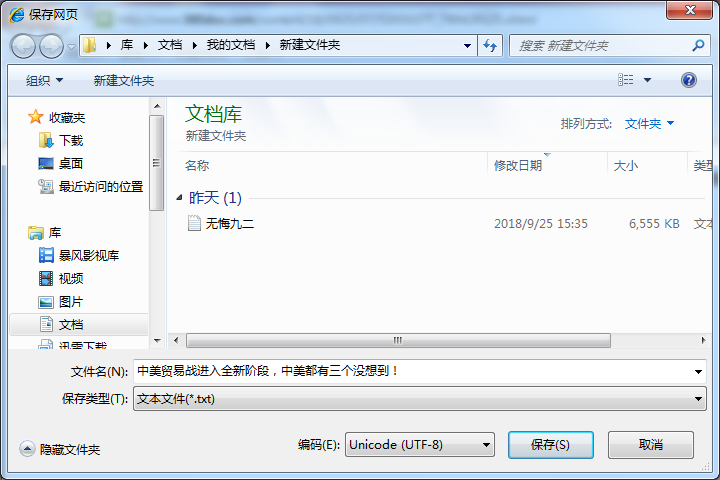 保存网页
库 文档 我的文档 新建文件夹
搜索 新建文件夹
组织 新建文件夹
收藏夹
下载
桌面
最近访问的位置
库
暴风影视库
视频
图片
文档
迅雷下载
文档库
新建文件夹
排列方式: 文件夹
名称 修改日期 大小 类型
昨天 (1)
无悔九二 2018/9/25 15:35 6,555 KB 文本
文件名(N): 中美贸易战进入全新阶段，中美都有三个没想到！
保存类型(T): 文本文件(*.txt)
隐藏文件夹
编码(E): Unicode (UTF-8) 保存(S) 取消